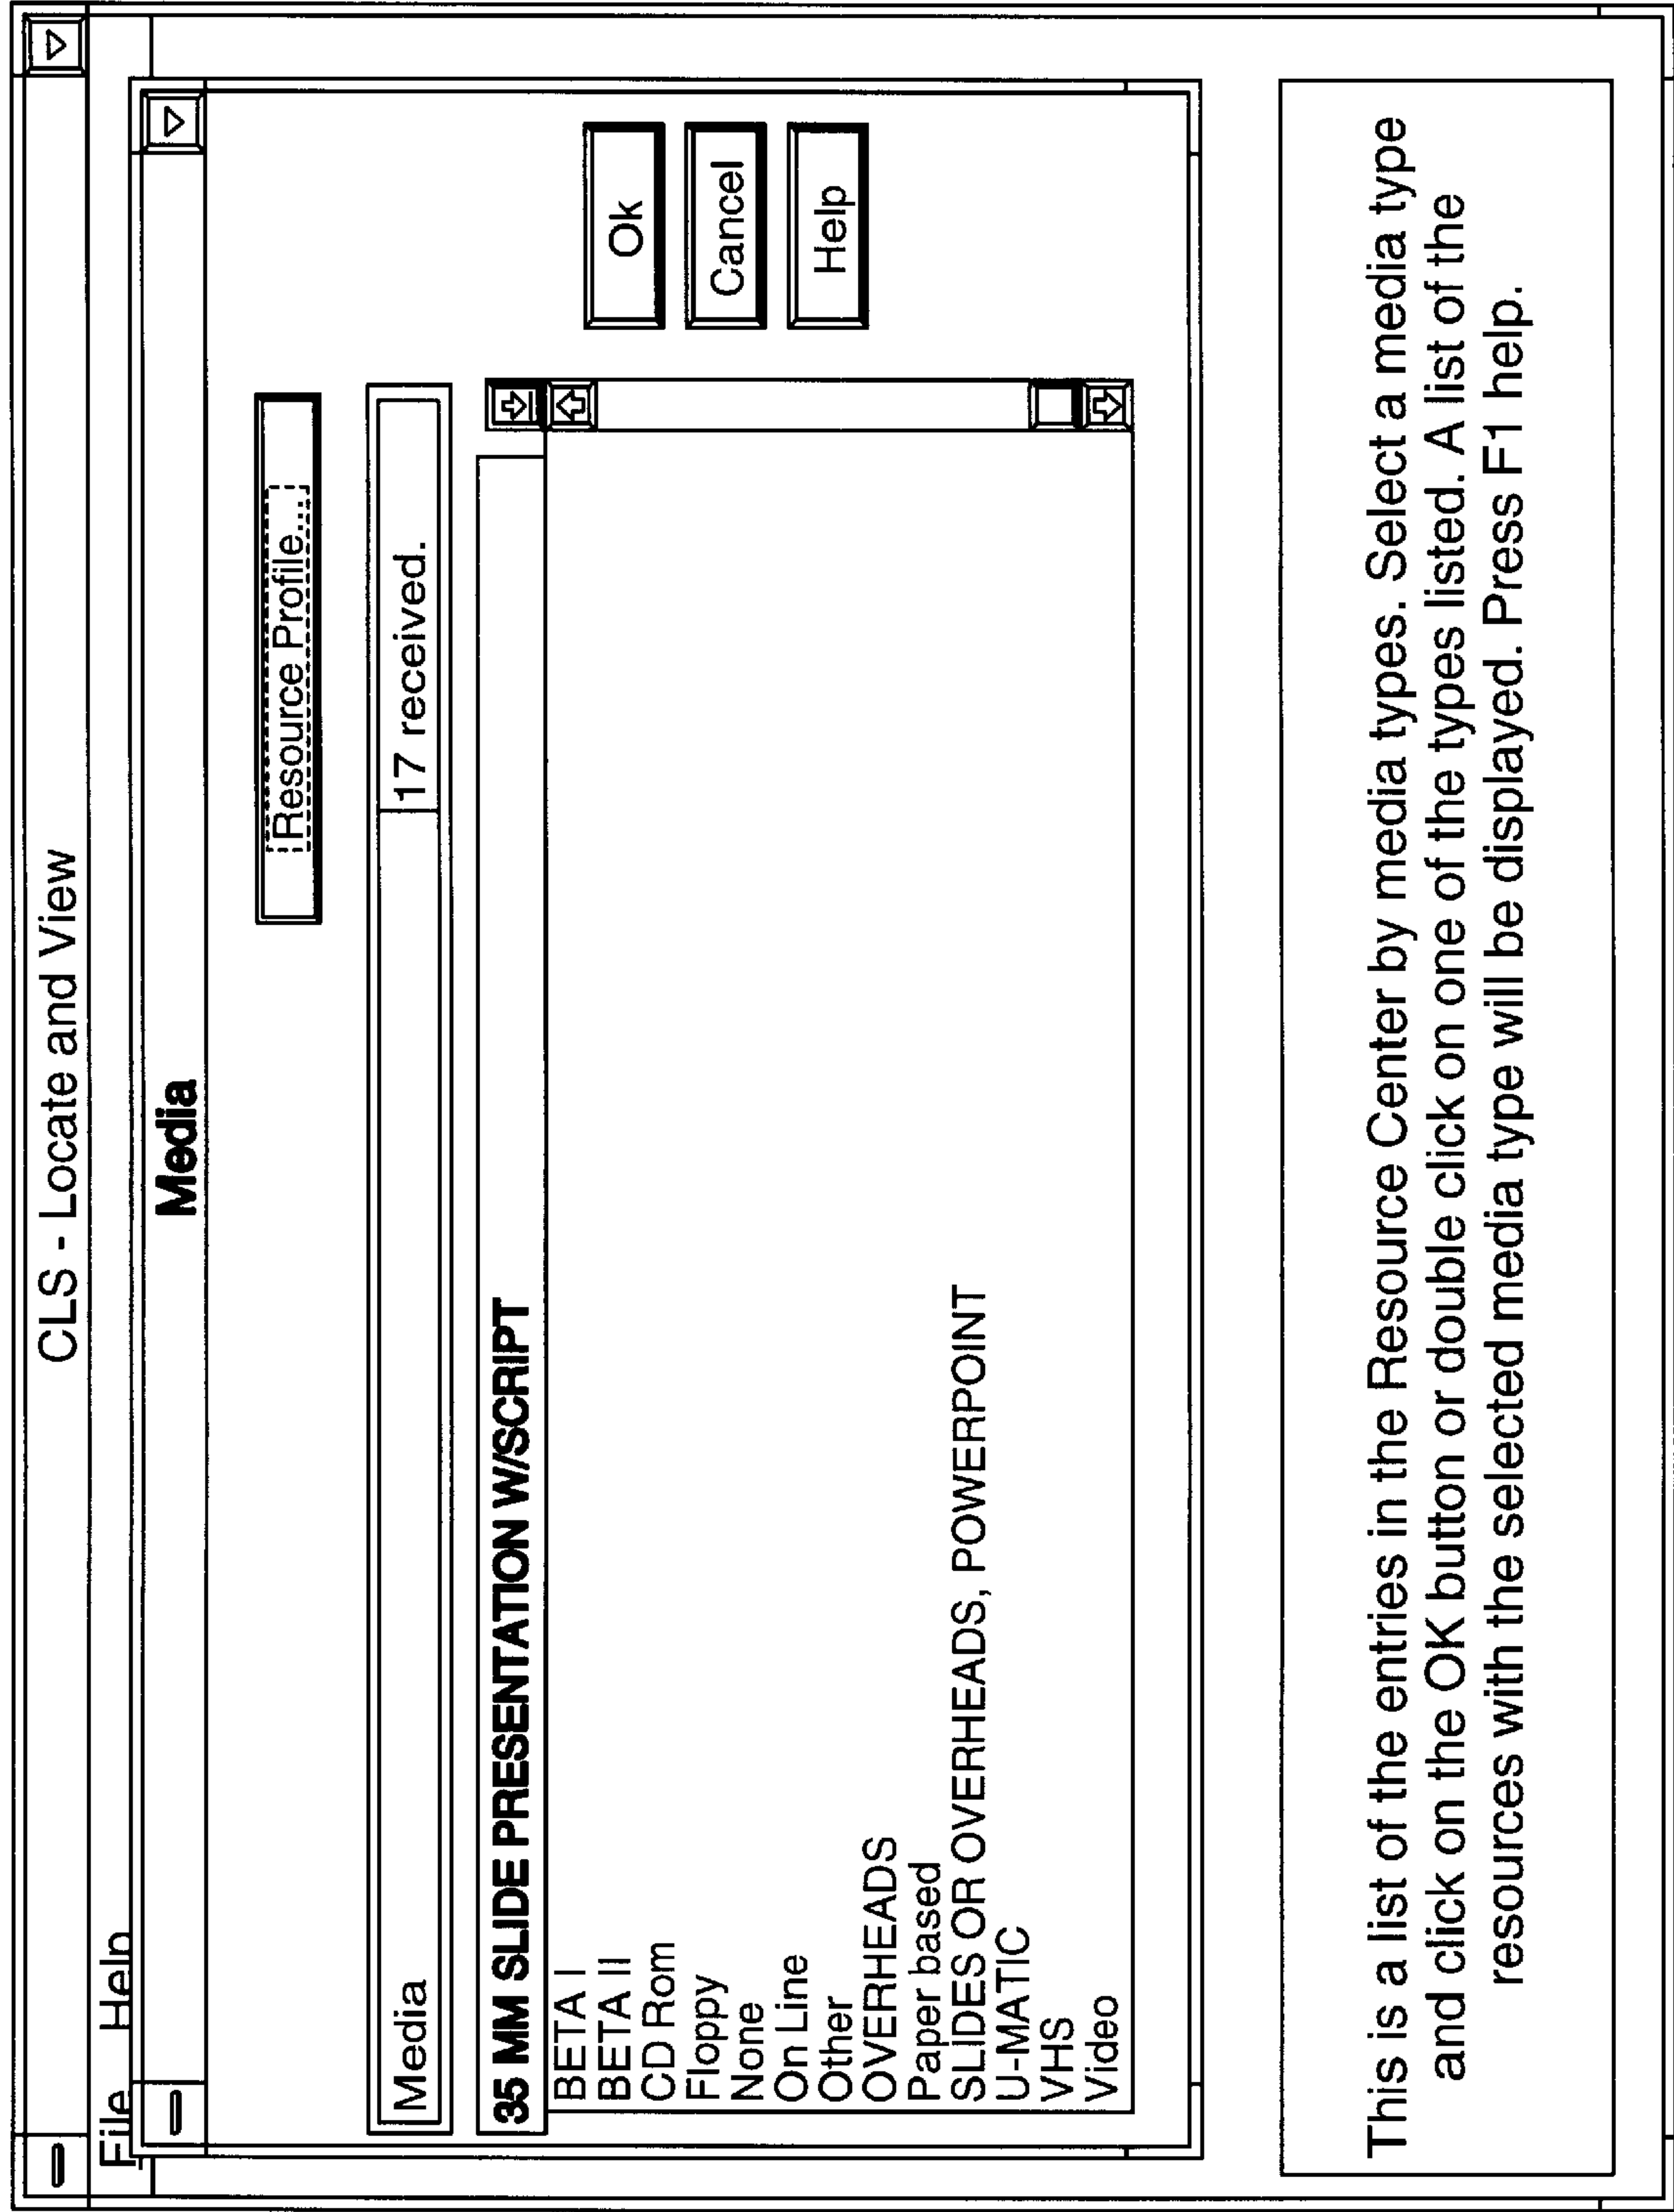 CLS - Locate and View
File Help
Media
Resource Profile...
Media 17 received.
35 MM SLIDE PRESENTATION W/SCRIPT
BETA I
BETA II
CD Rom
Floppy
None
On Line
Other
OVERHEADS
Paper based
SLIDES OR OVERHEADS, POWERPOINT
U-MATIC
VHS
Video
Ok
Cancel
Help
This is a list of the entries in the Resource Center by media types. Select a media type
and click on the OK button or double click on one of the types listed. A list of the
resources with the selected media type will be displayed. Press F1 help.